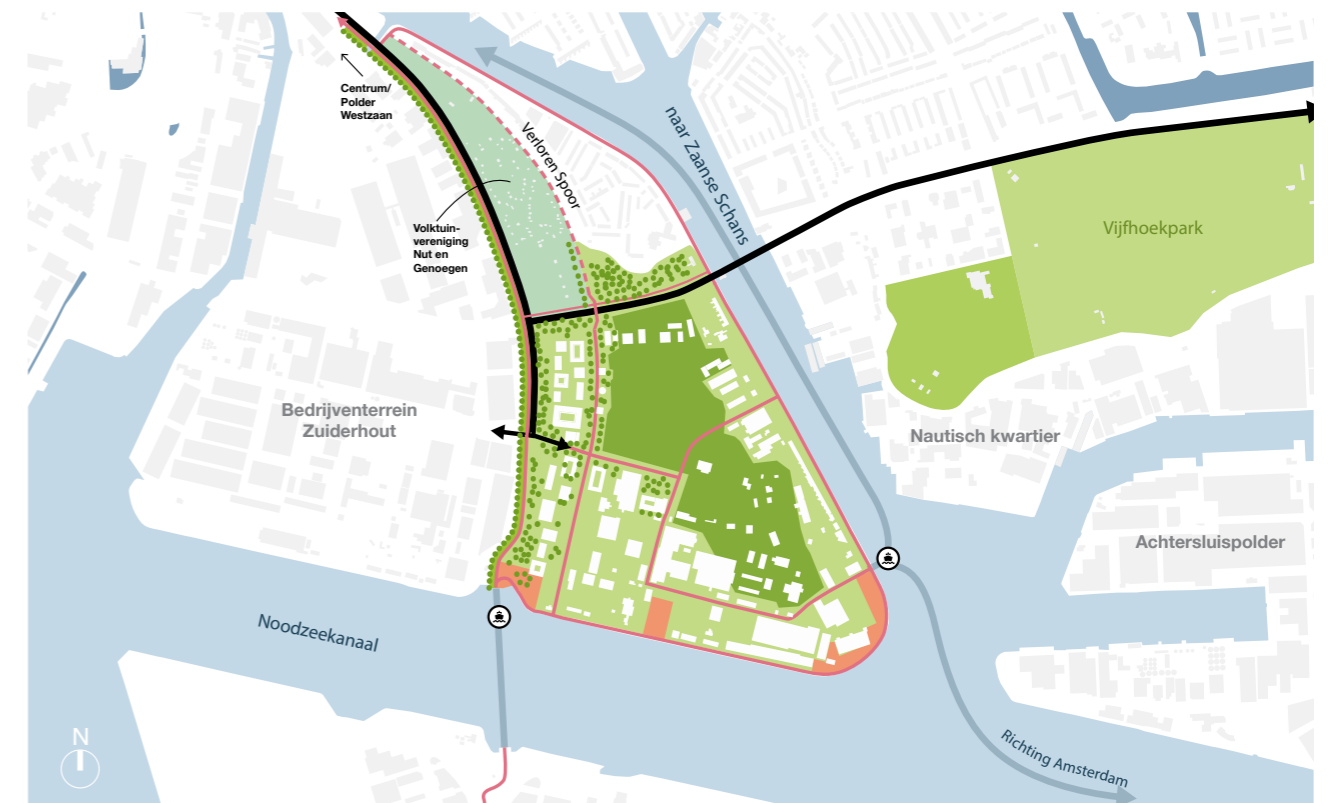 Centrum/
Polder
Westzaan
Verloren Spoor
naar Zaanse Schans
Volktuin-
vereniging
Nut en
Genoegen
Vijfhoekpark
Bedrijventerrein
Zuiderhout
Nautisch kwartier
Achtersluispolder
Noodzeekanaal
Richting Amsterdam
N